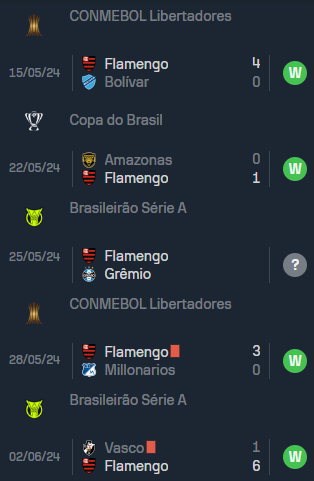 CONMEBOL Libertadores
15/05/24 Flamengo 4 W
Bolívar 0
Copa do Brasil
22/05/24 Amazonas 0 W
Flamengo 1
Brasileirão Série A
25/05/24 Flamengo ?
Grêmio
CONMEBOL Libertadores
28/05/24 Flamengo 3 W
Millonarios 0
Brasileirão Série A
02/06/24 Vasco 1 W
Flamengo 6